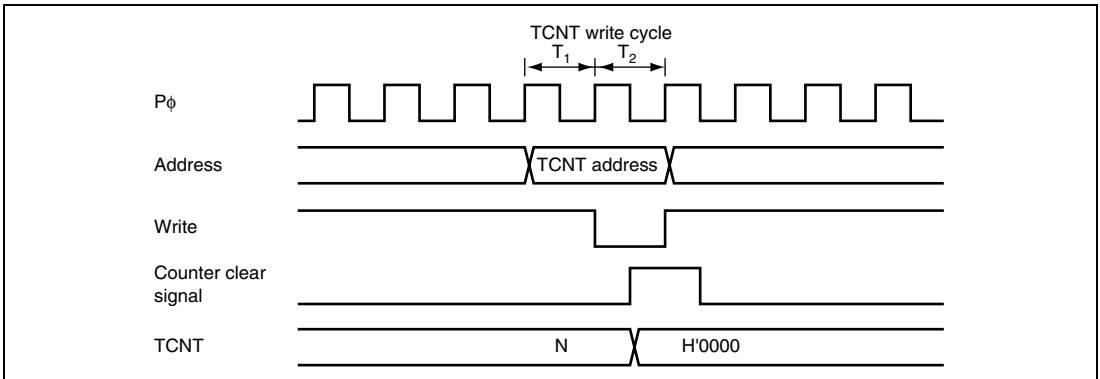 TCNT write cycle
T₁ T₂
Pϕ
Address
TCNT address
Write
Counter clear
signal
TCNT
N
H'0000